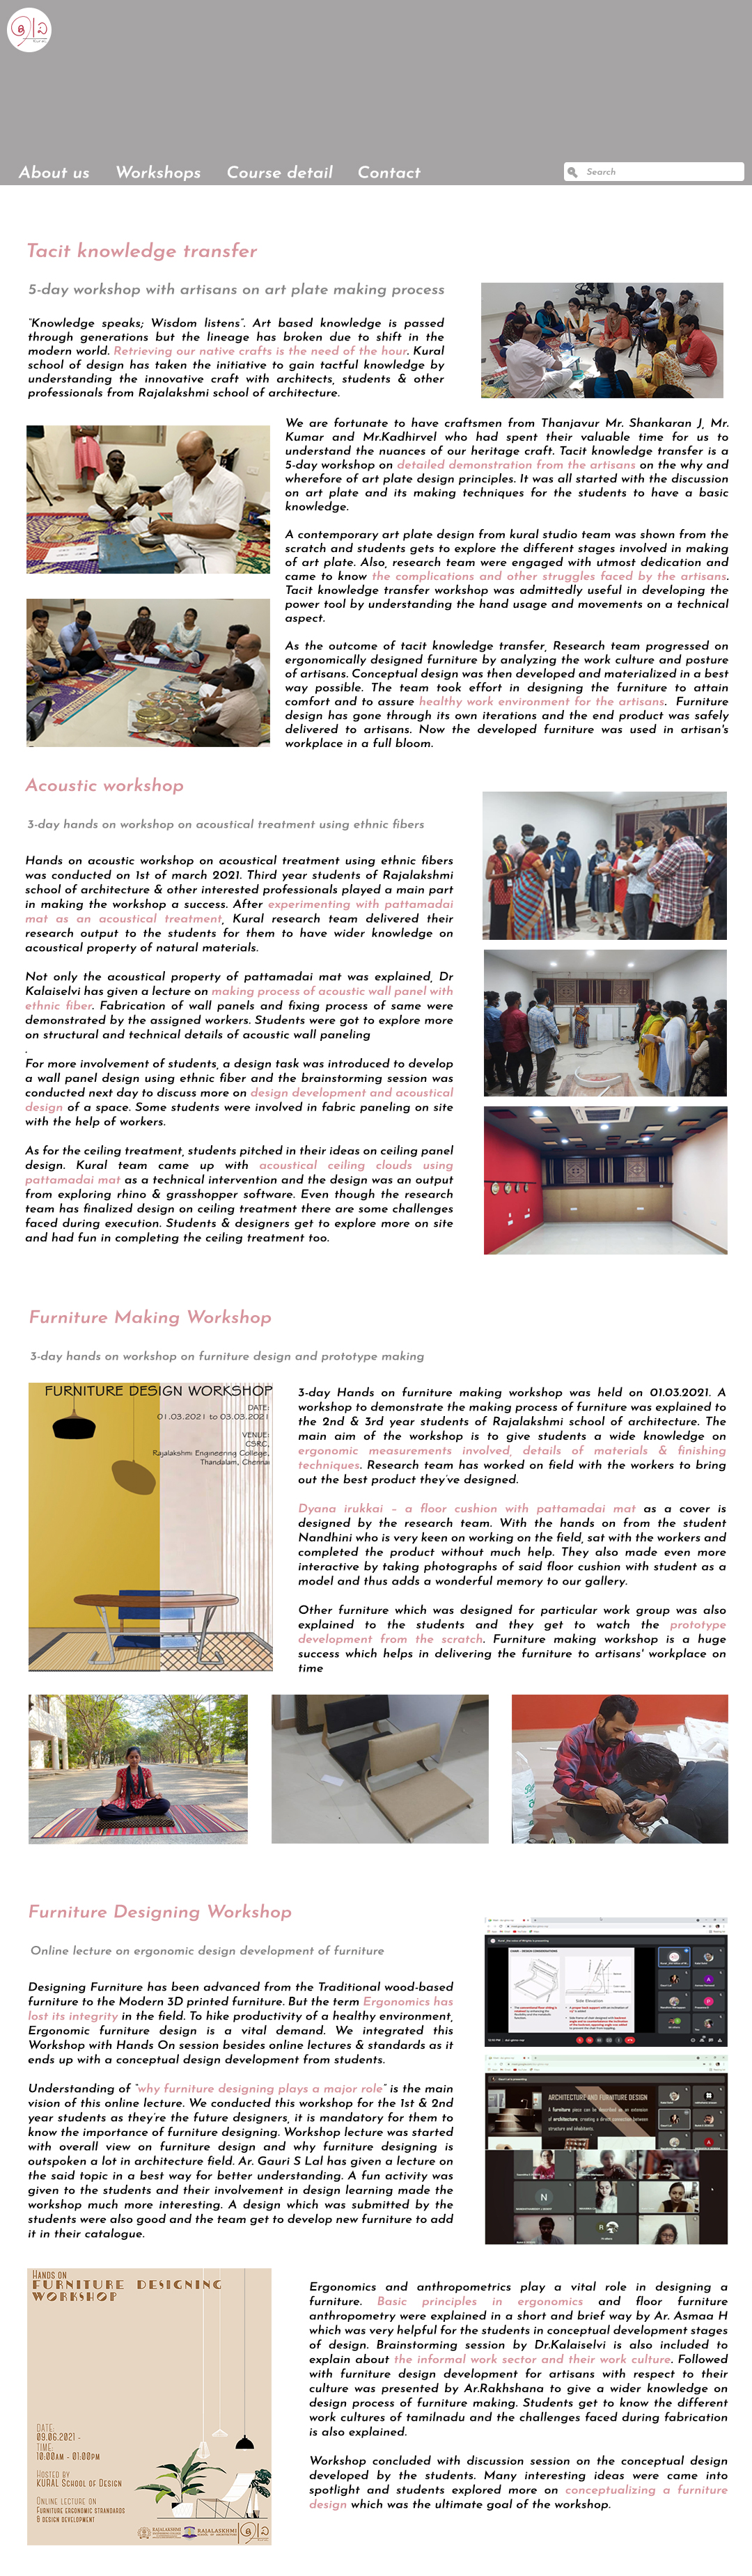 About us
Workshops
Course detail
Contact
Search
Tacit knowledge transfer
5-day workshop with artisans on art plate making process
"Knowledge speaks; Wisdom listens". Art based knowledge is passed
through generations but the lineage has broken due to shift in the
modern world. Retrieving our native crafts is the need of the hour. Kural
school of design has taken the initiative to gain tactful knowledge by
understanding the innovative craft with architects, students & other
professionals from Rajalakshmi school of architecture.
We are fortunate to have craftsmen from Thanjavur Mr. Shankaran J, Mr.
Kumar and Mr.Kadhirvel who had spent their valuable time for us to
understand the nuances of our heritage craft. Tacit knowledge transfer is a
5-day workshop on detailed demonstration from the artisans on the why and
wherefore of art plate design principles. It was all started with the discussion
on art plate and its making techniques for the students to have a basic
knowledge.
A contemporary art plate design from kural studio team was shown from the
scratch and students gets to explore the different stages involved in making
of art plate. Also, research team were engaged with utmost dedication and
came to know the complications and other struggles faced by the artisans.
Tacit knowledge transfer workshop was admittedly useful in developing the
power tool by understanding the hand usage and movements on a technical
aspect.
As the outcome of tacit knowledge transfer, Research team progressed on
ergonomically designed furniture by analyzing the work culture and posture
of artisans. Conceptual design was then developed and materialized in a best
way possible. The team took effort in designing the furniture to attain
comfort and to assure healthy work environment for the artisans. Furniture
design has gone through its own iterations and the end product was safely
delivered to artisans. Now the developed furniture was used in artisan's
workplace in a full bloom.
Acoustic workshop
3-day hands on workshop on acoustical treatment using ethnic fibers
Hands on acoustic workshop on acoustical treatment using ethnic fibers
was conducted on 1st of march 2021. Third year students of Rajalakshmi
school of architecture & other interested professionals played a main part
in making the workshop a success. After experimenting with pattamadai
mat as an acoustical treatment, Kural research team delivered their
research output to the students for them to have wider knowledge on
acoustical property of natural materials.
Not only the acoustical property of pattamadai mat was explained, Dr
Kalaiselvi has given a lecture on making process of acoustic wall panel with
ethnic fiber. Fabrication of wall panels and fixing process of same were
demonstrated by the assigned workers. Students were got to explore more
on structural and technical details of acoustic wall paneling
.
For more involvement of students, a design task was introduced to develop
a wall panel design using ethnic fiber and the brainstorming session was
conducted next day to discuss more on design development and acoustical
design of a space. Some students were involved in fabric paneling on site
with the help of workers.
As for the ceiling treatment, students pitched in their ideas on ceiling panel
design. Kural team came up with acoustical ceiling clouds using
pattamadai mat as a technical intervention and the design was an output
from exploring rhino & grasshopper software. Even though the research
team has finalized design on ceiling treatment there are some challenges
faced during execution. Students & designers get to explore more on site
and had fun in completing the ceiling treatment too.
Furniture Making Workshop
3-day hands on workshop on furniture design and prototype making
FURNITURE DESIGN WORKSHOP
DATE:
01.03.2021 to 03.03.2021
VENUE:
CSRC,
Rajalakshmi Engineering College,
Thandalam, Chennai
3-day Hands on furniture making workshop was held on 01.03.2021. A
workshop to demonstrate the making process of furniture was explained to
the 2nd & 3rd year students of Rajalakshmi school of architecture. The
main aim of the workshop is to give students a wide knowledge on
ergonomic measurements involved, details of materials & finishing
techniques. Research team has worked on field with the workers to bring
out the best product they've designed.
Dyana irukkai – a floor cushion with pattamadai mat as a cover is
designed by the research team. With the hands on from the student
Nandhini who is very keen on working on the field, sat with the workers and
completed the product without much help. They also made even more
interactive by taking photographs of said floor cushion with student as a
model and thus adds a wonderful memory to our gallery.
Other furniture which was designed for particular work group was also
explained to the students and they get to watch the prototype
development from the scratch. Furniture making workshop is a huge
success which helps in delivering the furniture to artisans' workplace on
time
Furniture Designing Workshop
Online lecture on ergonomic design development of furniture
Designing Furniture has been advanced from the Traditional wood-based
furniture to the Modern 3D printed furniture. But the term Ergonomics has
lost its integrity in the field. To hike productivity of a healthy environment,
Ergonomic furniture design is a vital demand. We integrated this
Workshop with Hands On session besides online lectures & standards as it
ends up with a conceptual design development from students.
Understanding of "why furniture designing plays a major role" is the main
vision of this online lecture. We conducted this workshop for the 1st & 2nd
year students as they're the future designers, it is mandatory for them to
know the importance of furniture designing. Workshop lecture was started
with overall view on furniture design and why furniture designing is
outspoken a lot in architecture field. Ar. Gauri S Lal has given a lecture on
the said topic in a best way for better understanding. A fun activity was
given to the students and their involvement in design learning made the
workshop much more interesting. A design which was submitted by the
students were also good and the team get to develop new furniture to add
it in their catalogue.
Side Elevation
ARCHITECTURE AND FURNITURE DESIGN
N
R
HANDS ON
FURNITURE DESIGNING
WORKSHOP
DATE:
09.06.2021 -
TIME:
10:00AM - 01:00PM
HOSTED BY
KURAL SCHOOL OF DESIGN
ONLINE LECTURE ON
FURNITURE ERGONOMIC STRANDARDS
& DESIGN DEVELOPMENT
Ergonomics and anthropometrics play a vital role in designing a
furniture. Basic principles in ergonomics and floor furniture
anthropometry were explained in a short and brief way by Ar. Asmaa H
which was very helpful for the students in conceptual development stages
of design. Brainstorming session by Dr.Kalaiselvi is also included to
explain about the informal work sector and their work culture. Followed
with furniture design development for artisans with respect to their
culture was presented by Ar.Rakhshana to give a wider knowledge on
design process of furniture making. Students get to know the different
work cultures of tamilnadu and the challenges faced during fabrication
is also explained.
Workshop concluded with discussion session on the conceptual design
developed by the students. Many interesting ideas were came into
spotlight and students explored more on conceptualizing a furniture
design which was the ultimate goal of the workshop.